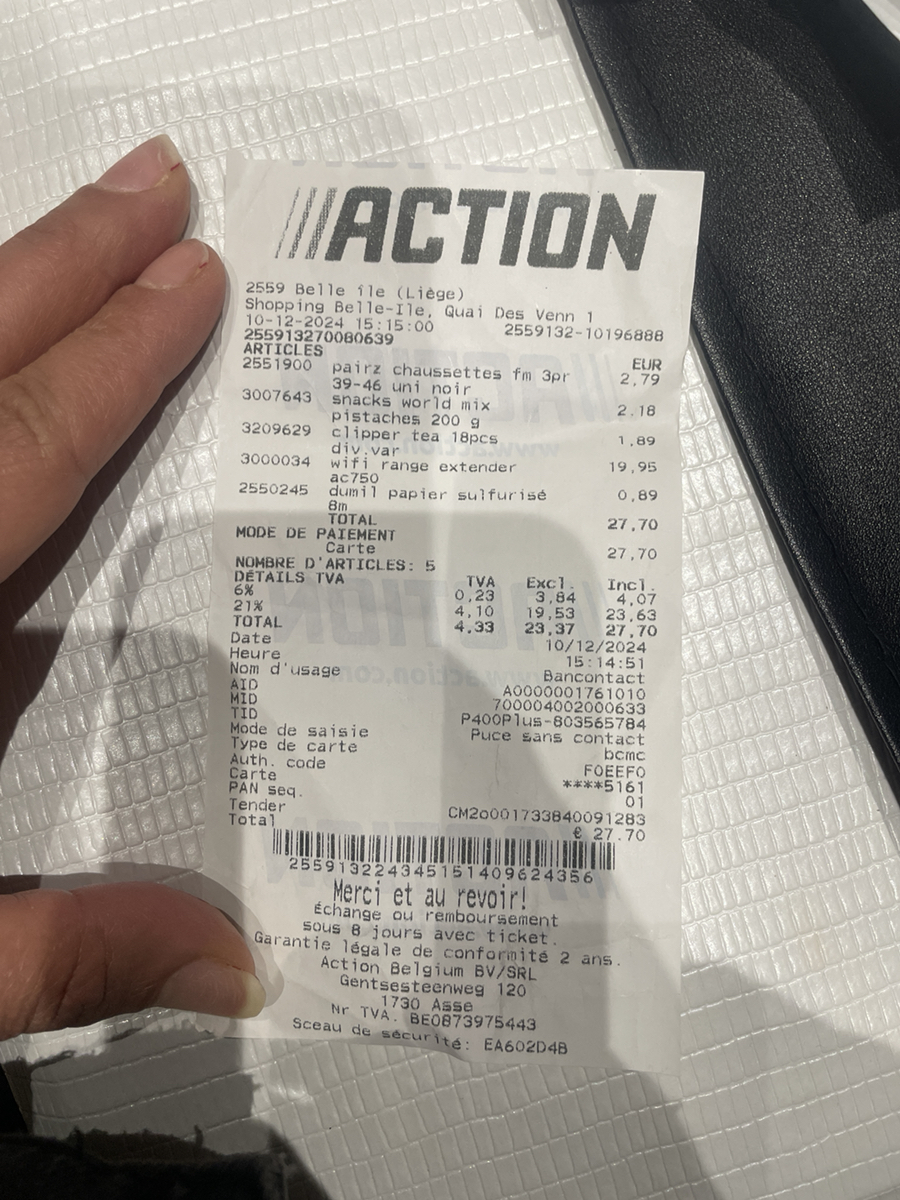 ACTION
2559 Belle île (Liège)
Shopping Belle-Ile, Quai Des Venn 1
10-12-2024 15:15:00 2559132-10196888
255913270080639
ARTICLES EUR
2551900 pairz chaussettes fm 3pr 2,79
39-46 uni noir
3007643 snacks world mix 2.18
pistaches 200 g
3209629 clipper tea 18pcs 1,89
div.var
3000034 wifi range extender 19,95
ac750
2550245 dumil papier sulfurisé 0,89
8m
TOTAL 27,70
MODE DE PAIEMENT
Carte 27,70
NOMBRE D'ARTICLES: 5
DÉTAILS TVA TVA Excl. Incl.
6% 0,23 3,84 4,07
21% 4,10 19,53 23,63
TOTAL 4.33 23,37 27,70
Date 10/12/2024
Heure 15:14:51
Nom d'usage Bancontact
AID A0000001761010
MID 700004002000633
TID P400Plus-803565784
Mode de saisie Puce sans contact
Type de carte bcmc
Auth. code F0EEF0
Carte ****5161
PAN seq. 01
Tender CM2o001733840091283
Total € 27.70
255913224345151409624356
Merci et au revoir!
Échange ou remboursement
sous 8 jours avec ticket.
Garantie légale de conformité 2 ans.
Action Belgium BV/SRL
Gentsesteenweg 120
1730 Asse
Nr TVA. BE0873975443
Sceau de sécurité: EA602D4B